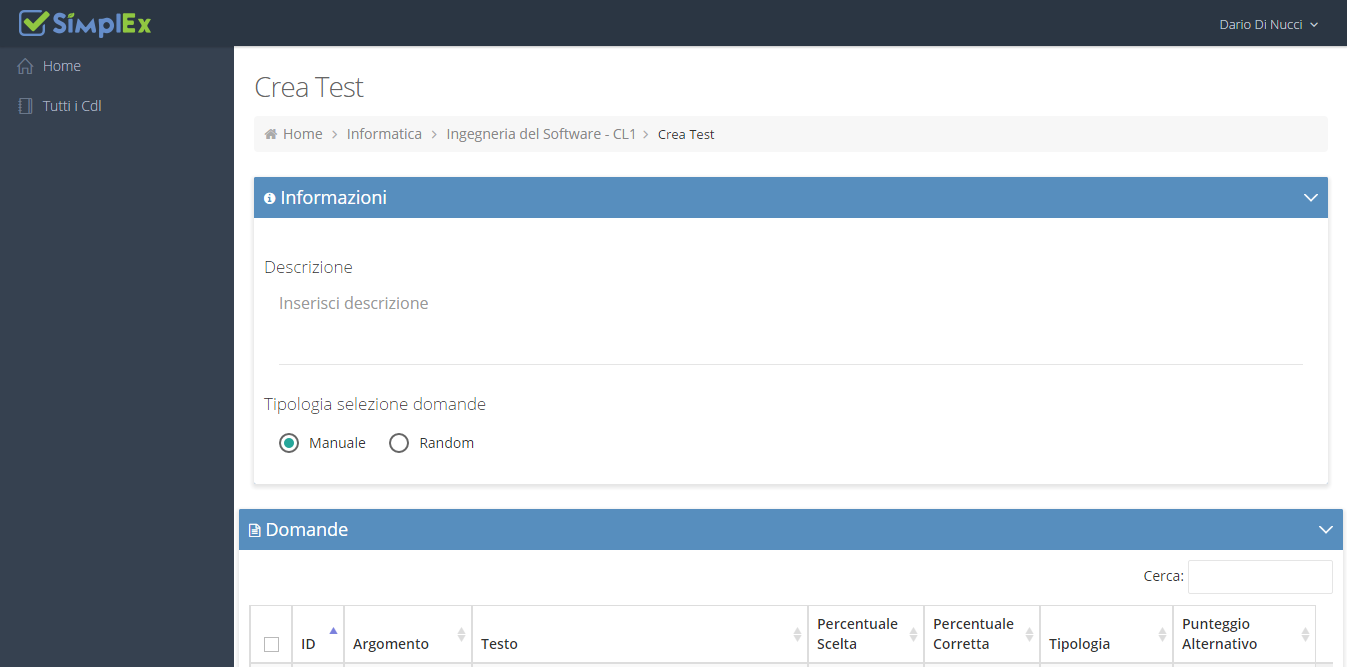 SimplEx
Dario Di Nucci
Home
Tutti i Cdl
Crea Test
Home > Informatica > Ingegneria del Software - CL1 > Crea Test
Informazioni
Descrizione
Inserisci descrizione
Tipologia selezione domande
Manuale Random
Domande
Cerca:
ID Argomento Testo Percentuale Scelta Percentuale Corretta Tipologia Punteggio Alternativo